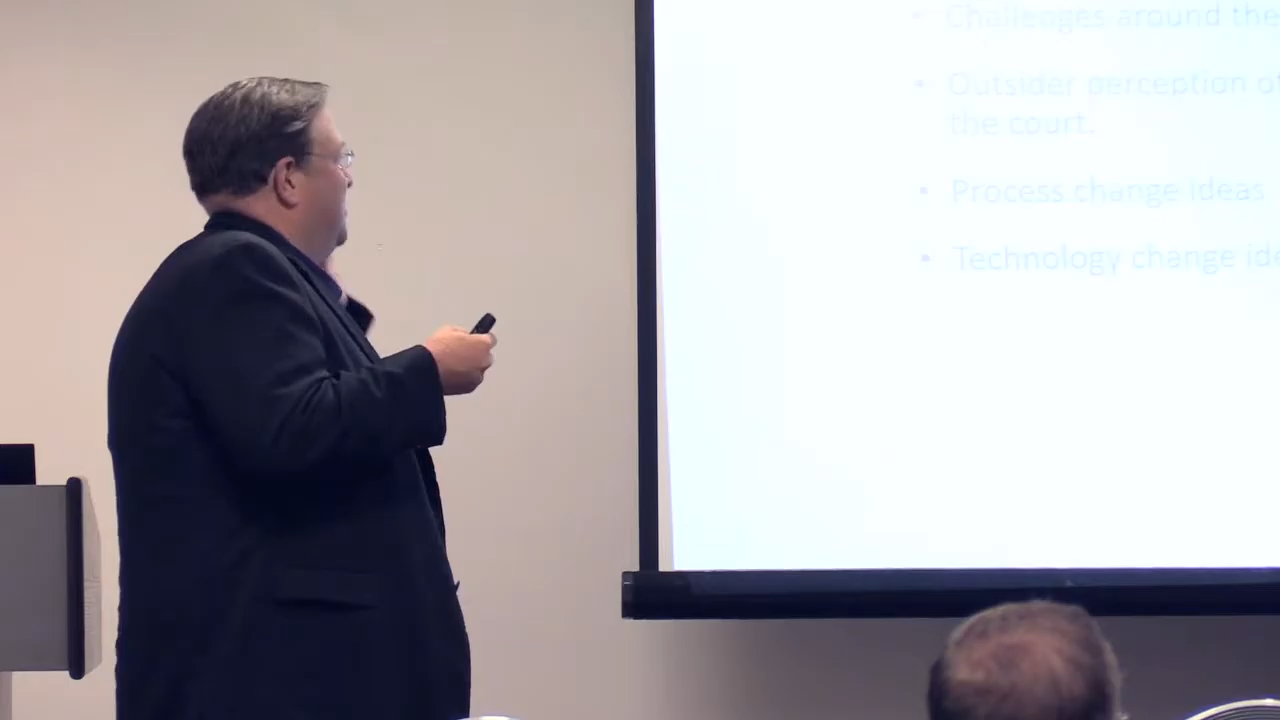 • Challenges around the
• Outsider perception of
the court.
• Process change ideas
• Technology change ide